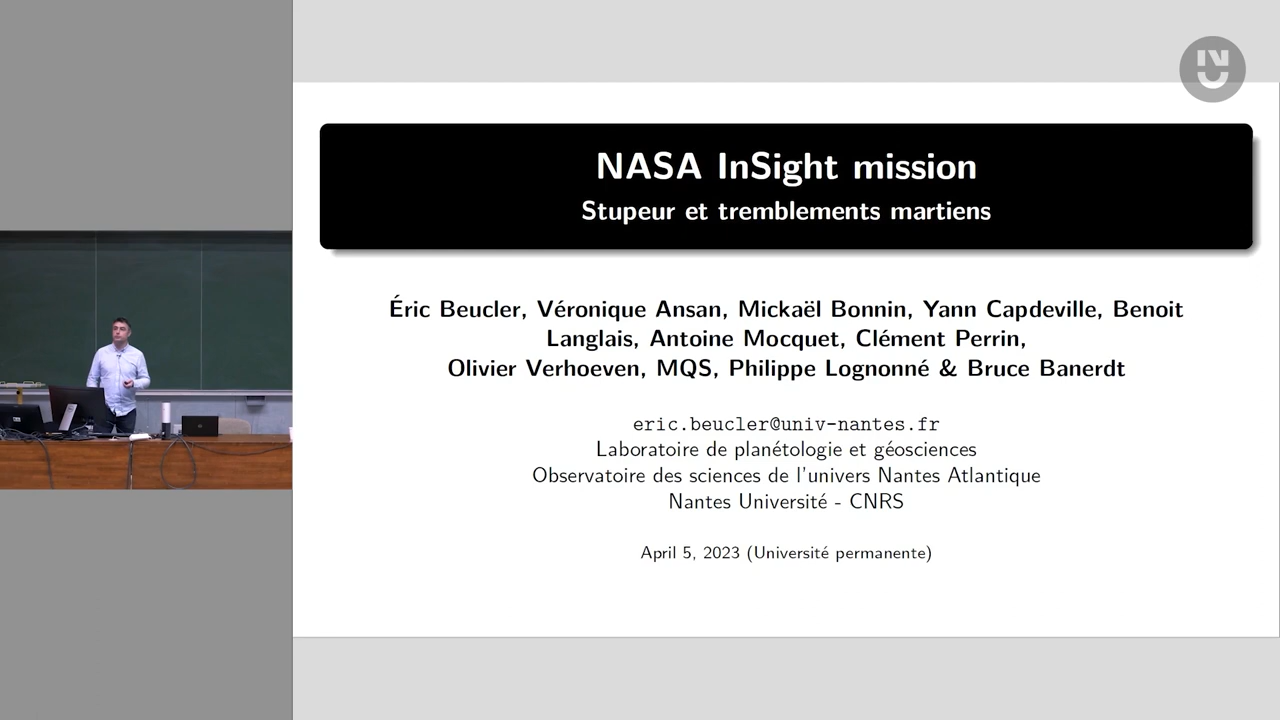 NASA InSight mission
Stupeur et tremblements martiens
Éric Beucler, Véronique Ansan, Mickaël Bonnin, Yann Capdeville, Benoit
Langlais, Antoine Mocquet, Clément Perrin,
Olivier Verhoeven, MQS, Philippe Lognonné & Bruce Banerdt
eric.beucler@univ-nantes.fr
Laboratoire de planétologie et géosciences
Observatoire des sciences de l'univers Nantes Atlantique
Nantes Université - CNRS
April 5, 2023 (Université permanente)